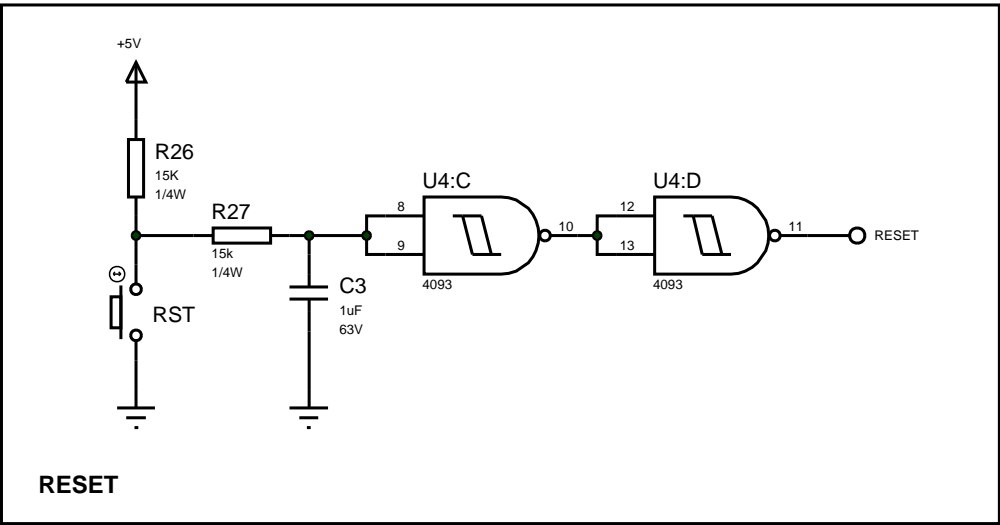 +5V
R26
15K
1/4W
R27
15k
1/4W
RST
C3
1uF
63V
U4:C
8
9
10
4093
U4:D
12
13
11
4093
RESET
RESET